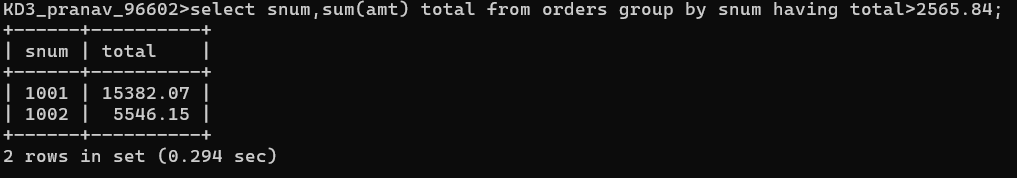 KD3_pranav_96602>select snum,sum(amt) total from orders group by snum having total>2565.84;
+------+----------+
| snum | total    |
+------+----------+
| 1001 | 15382.07 |
| 1002 |  5546.15 |
+------+----------+
2 rows in set (0.294 sec)